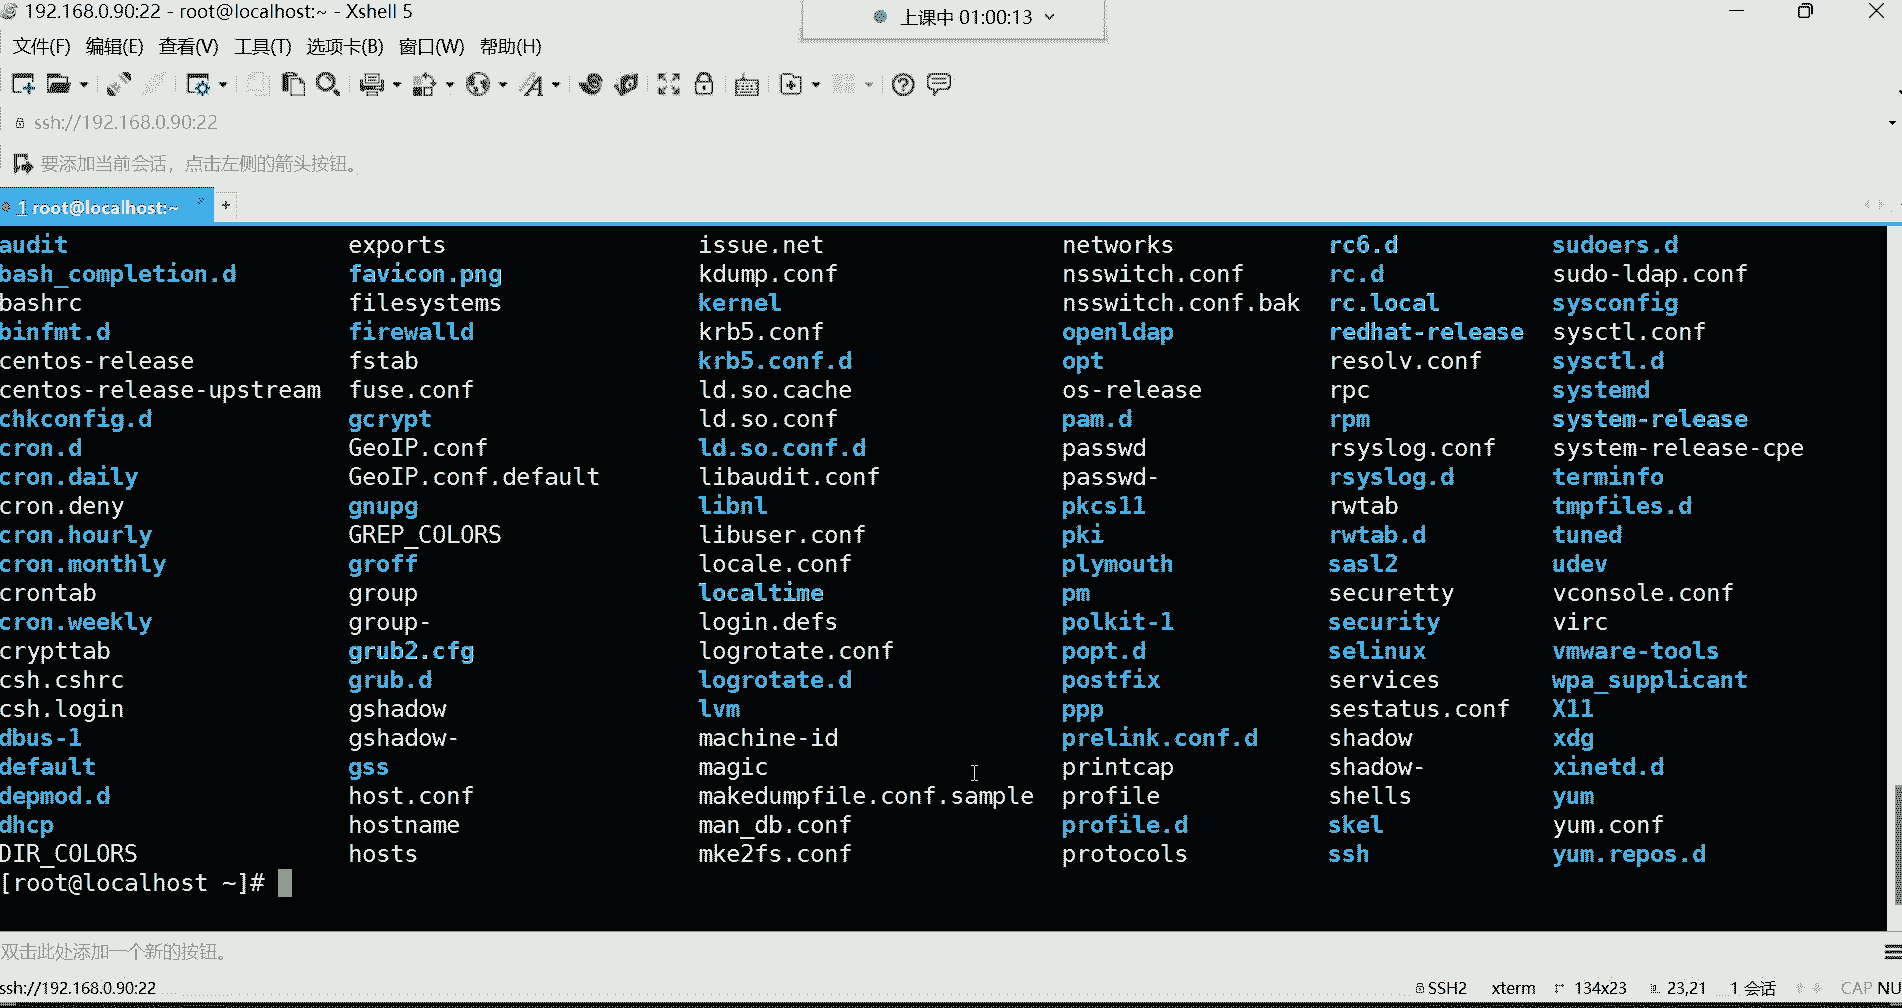 192.168.0.90:22 - root@localhost:~ - Xshell 5
上课中 01:00:13
文件(F) 编辑(E) 查看(V) 工具(T) 选项卡(B) 窗口(W) 帮助(H)
ssh://192.168.0.90:22
要添加当前会话，点击左侧的箭头按钮。
1 root@localhost:~ +
audit exports issue.net networks rc6.d sudoers.d
bash_completion.d favicon.png kdump.conf nsswitch.conf rc.d sudo-ldap.conf
bashrc filesystems kernel nsswitch.conf.bak rc.local sysconfig
binfmt.d firewalld krb5.conf openldap redhat-release sysctl.conf
centos-release fstab krb5.conf.d opt resolv.conf sysctl.d
centos-release-upstream fuse.conf ld.so.cache os-release rpc systemd
chkconfig.d gcrypt ld.so.conf pam.d rpm system-release
cron.d GeoIP.conf ld.so.conf.d passwd rsyslog.conf system-release-cpe
cron.daily GeoIP.conf.default libaudit.conf passwd- rsyslog.d terminfo
cron.deny gnupg libnl pkcs11 rwtab tmpfiles.d
cron.hourly GREP_COLORS libuser.conf pki rwtab.d tuned
cron.monthly groff locale.conf plymouth sasl2 udev
crontab group localtime pm securetty vconsole.conf
cron.weekly group- login.defs polkit-1 security virc
crypttab grub2.cfg logrotate.conf popt.d selinux vmware-tools
csh.cshrc grub.d logrotate.d postfix services wpa_supplicant
csh.login gshadow lvm ppp sestatus.conf X11
dbus-1 gshadow- machine-id prelink.conf.d shadow xdg
default gss magic printcap shadow- xinetd.d
depmod.d host.conf makedumpfile.conf.sample profile shells yum
dhcp hostname man_db.conf profile.d skel yum.conf
DIR_COLORS hosts mke2fs.conf protocols ssh yum.repos.d
[root@localhost ~]#
双击此处添加一个新的按钮。
ssh://192.168.0.90:22 SSH2 xterm 134x23 23,21 1 会话 CAP NU